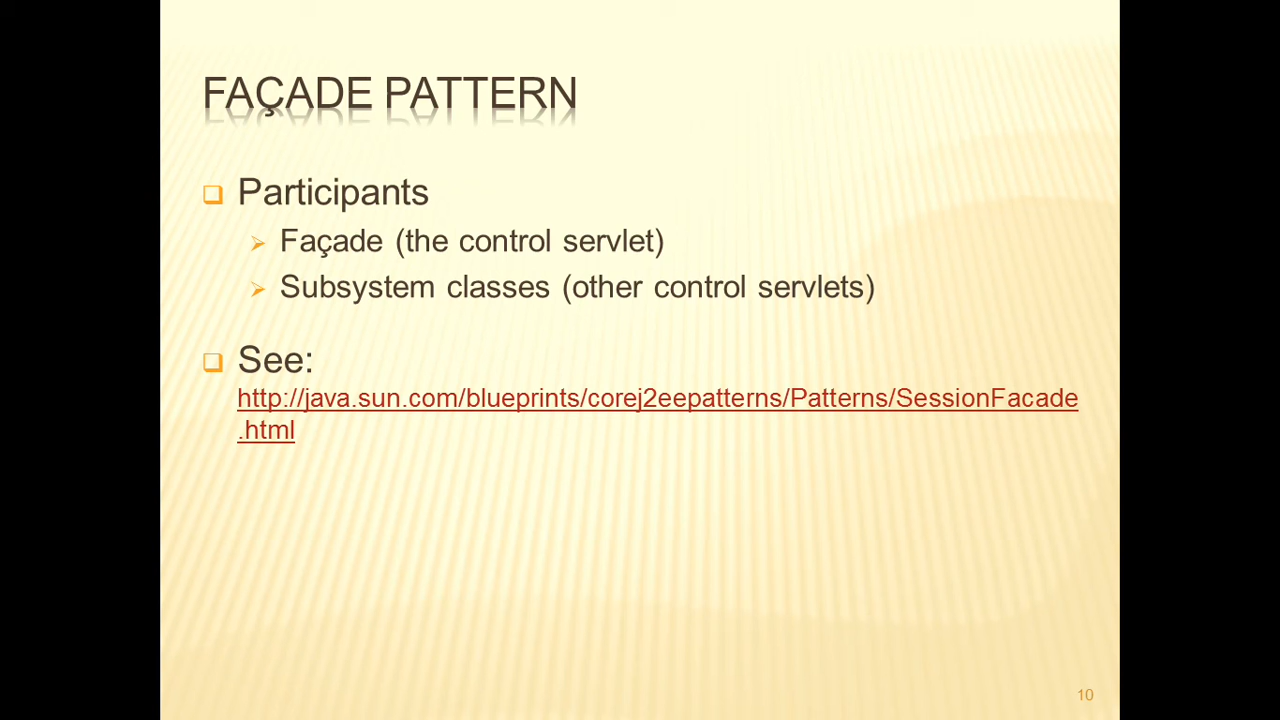 FAÇADE PATTERN
Participants
Façade (the control servlet)
Subsystem classes (other control servlets)
See:
http://java.sun.com/blueprints/corej2eepatterns/Patterns/SessionFacade
.html
10